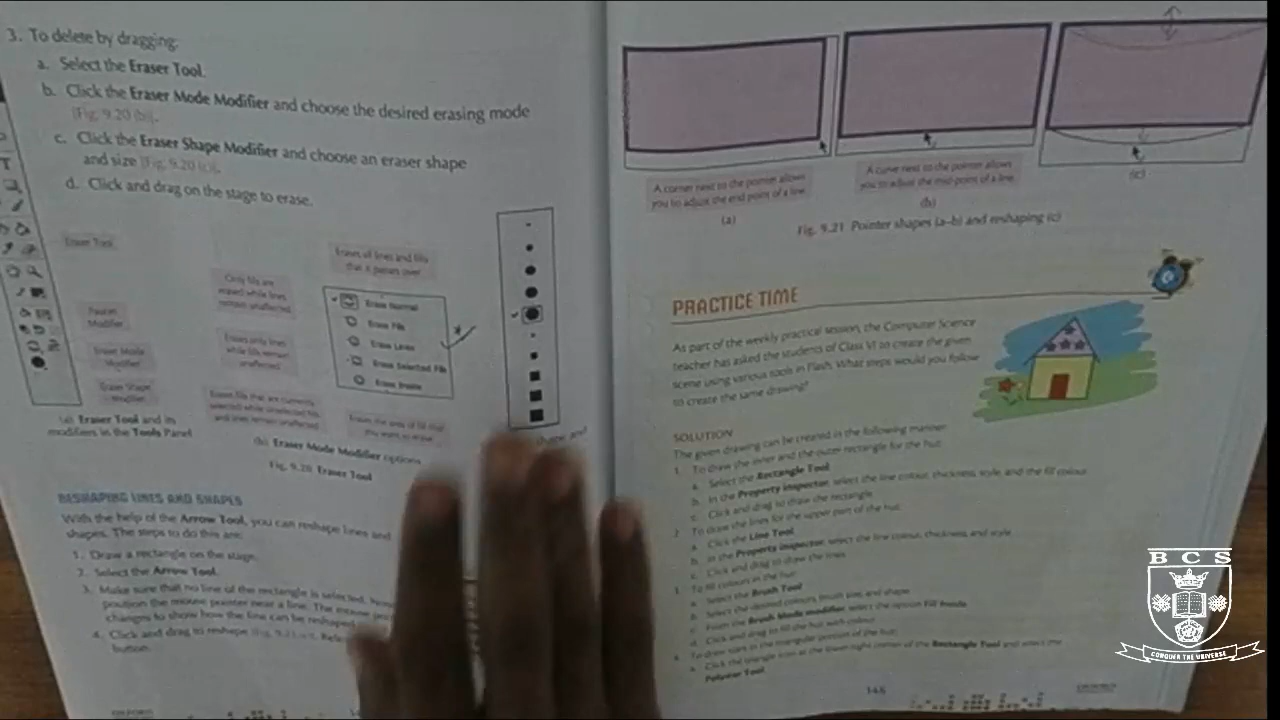 3. To delete by dragging:
a. Select the Eraser Tool.
b. Click the Eraser Mode Modifier and choose the desired erasing mode
[Fig. 9.20 (b)].
c. Click the Eraser Shape Modifier and choose an eraser shape
and size [Fig. 9.20 (c)].
d. Click and drag on the stage to erase.
Eraser Tool
Faucet
Modifier
Eraser Mode
Modifier
Eraser Shape
Modifier
(a) Eraser Tool and its
modifiers in the Tools Panel
Only fills are
erased while lines
remain unaffected
Erases only lines
while fills remain
unaffected
Erases fills that are currently
selected while unselected fills
and lines remain unaffected
Erases all lines and fills
that it passes over
Erase Normal
Erase Fills
Erase Lines
Erase Selected Fills
Erase Inside
(b) Eraser Mode Modifier options
shape and
Fig. 9.20 Eraser Tool
RESHAPING LINES AND SHAPES
With the help of the Arrow Tool, you can reshape lines and
shapes. The steps to do this are:
1. Draw a rectangle on the stage.
2. Select the Arrow Tool.
3. Make sure that no line of the rectangle is selected.
position the mouse pointer near a line. The mouse
changes to show how the line can be reshaped
4. Click and drag to reshape
button.
A corner next to the pointer allows
you to adjust the end point of a line.
(a)
A curve next to the pointer allows
you to adjust the mid-point of a line.
(b)
(c)
Fig. 9.21 Pointer shapes (a–b) and reshaping (c)
PRACTICE TIME
As part of the weekly practical session, the Computer Science
teacher has asked the students of Class VI to create the given
scene using various tools in Flash. What steps would you follow
to create the same drawing?
SOLUTION
The given drawing can be created in the following manner:
1. To draw the inner and the outer rectangle for the hut:
a. Select the Rectangle Tool.
b. In the Property inspector, select the line colour, thickness, style, and the fill colour.
c. Click and drag to draw the rectangle.
2. To draw the lines for the upper part of the hut:
a. Click the Line Tool.
b. In the Property inspector, select the line colour, thickness, and style.
c. Click and drag to draw the lines.
3. To fill colours in the hut:
a. Select the Brush Tool.
b. Select the desired colours, brush size, and shape.
c. From the Brush Mode modifier, select the option Fill Inside.
d. Click and drag to fill the hut with colour.
4. To draw stars in the triangular portion of the hut:
a. Click the triangle icon at the lower-right corner of the Rectangle Tool and select the
Polystar Tool.
146
BCS
CONQUER THE UNIVERSE